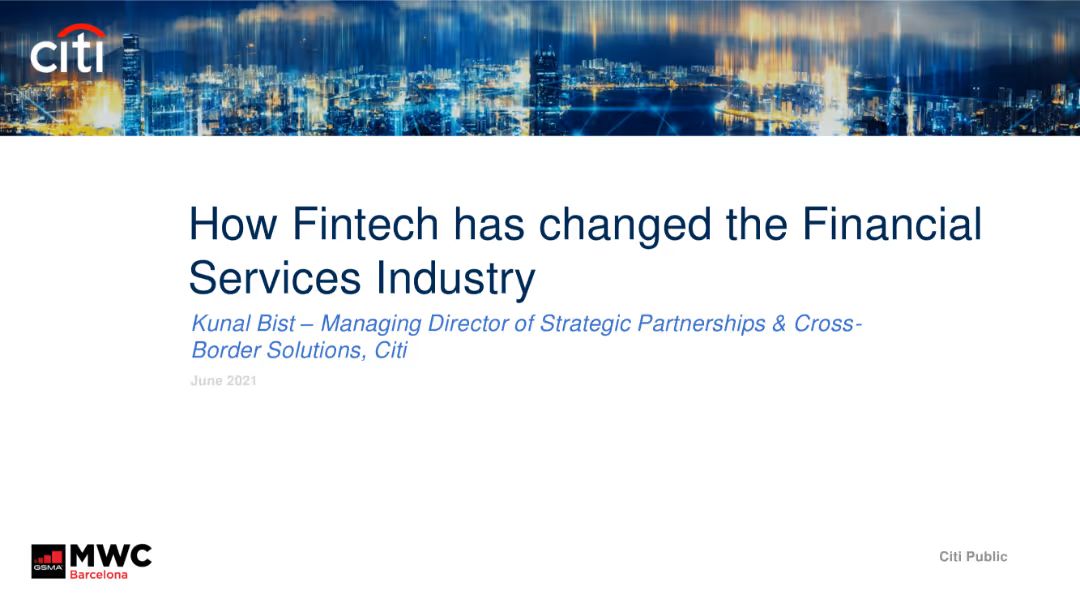 citi
How Fintech has changed the Financial
Services Industry
Kunal Bist – Managing Director of Strategic Partnerships & Cross-
Border Solutions, Citi
June 2021
GSMA MWC
Barcelona
Citi Public